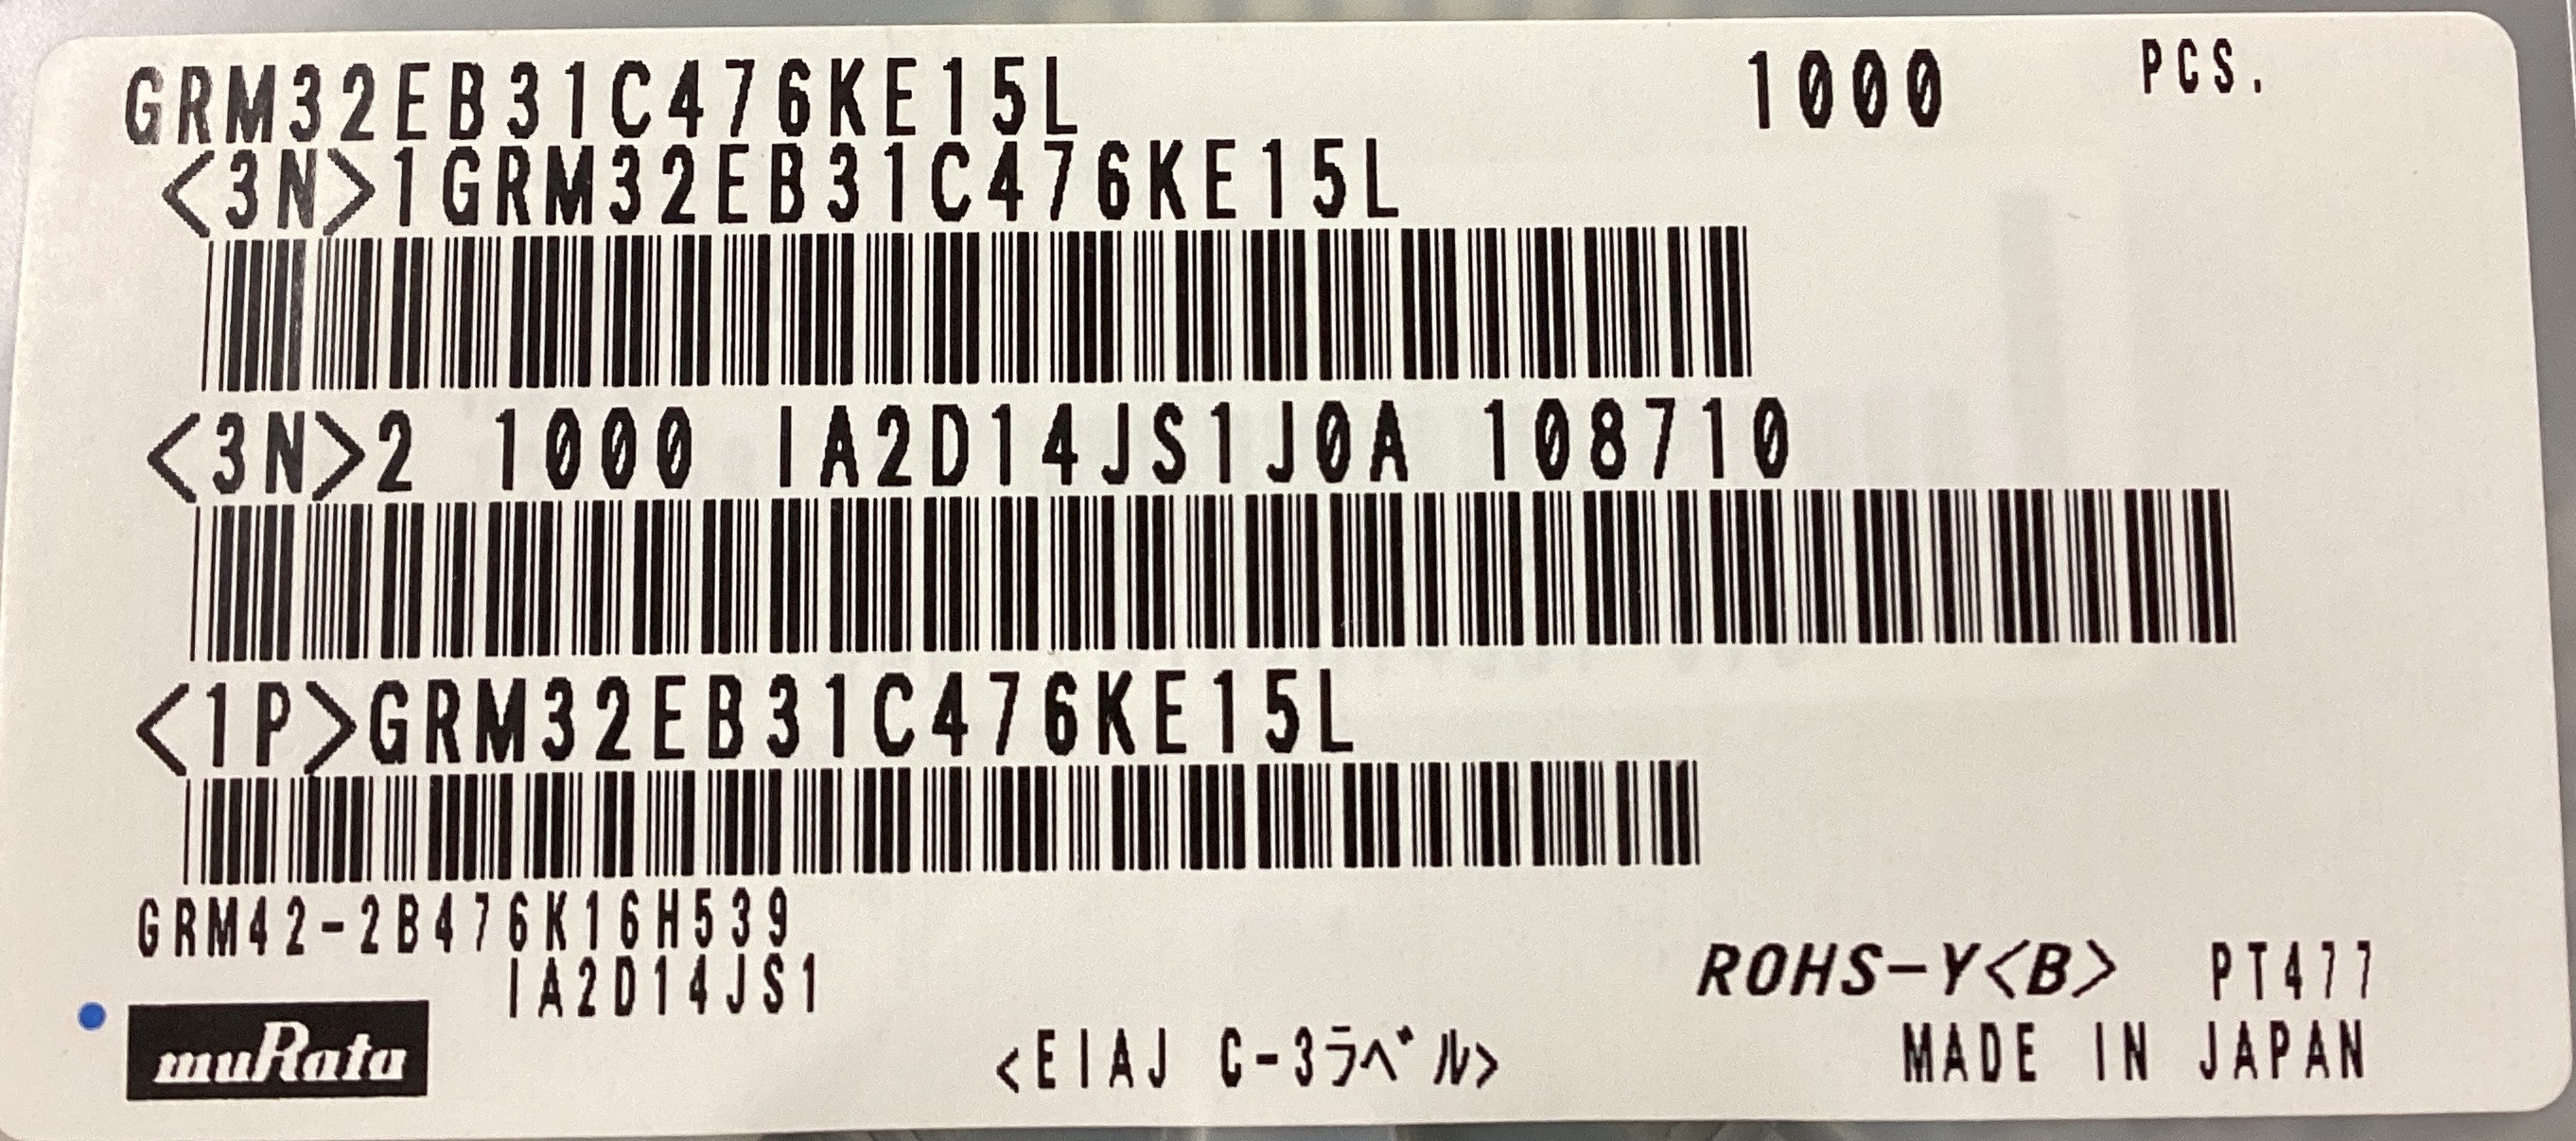 GRM32EB31C476KE15L 1000 PCS.
<3N>1GRM32EB31C476KE15L
<3N>2 1000 IA2D14JS1J0A 108710
<1P>GRM32EB31C476KE15L
GRM42-2B476K16H539
IA2D14JS1
ROHS-Y<B> PT477
muRata
<EIAJ C-3ラベル>
MADE IN JAPAN